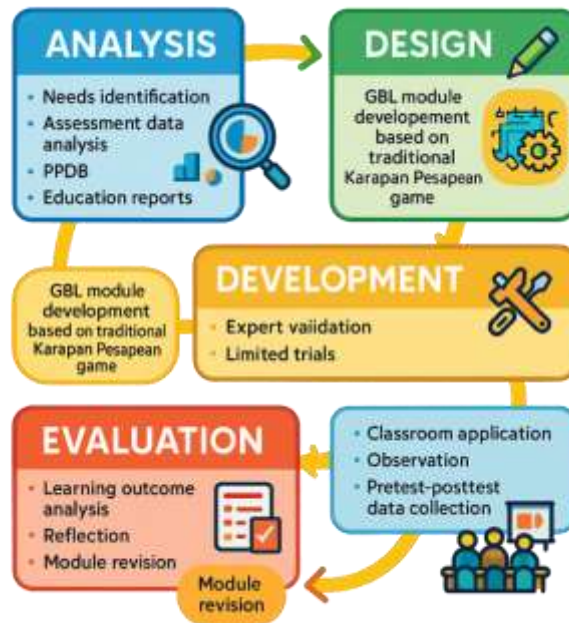 ANALYSIS
• Needs identification
• Assessment data
analysis
• PPDB
• Education reports
DESIGN
GBL module
developement
based on
traditional
Karapan Pesapean
game
DEVELOPMENT
• Expert vaiidation
• Limited trials
GBL module
development
based on traditional
Karapan Pesapean
game
• Classroom application
• Observation
• Pretest-posttest
data collection
EVALUATION
• Learning outcome
analysis
• Reflection
• Module revision
Module
revision